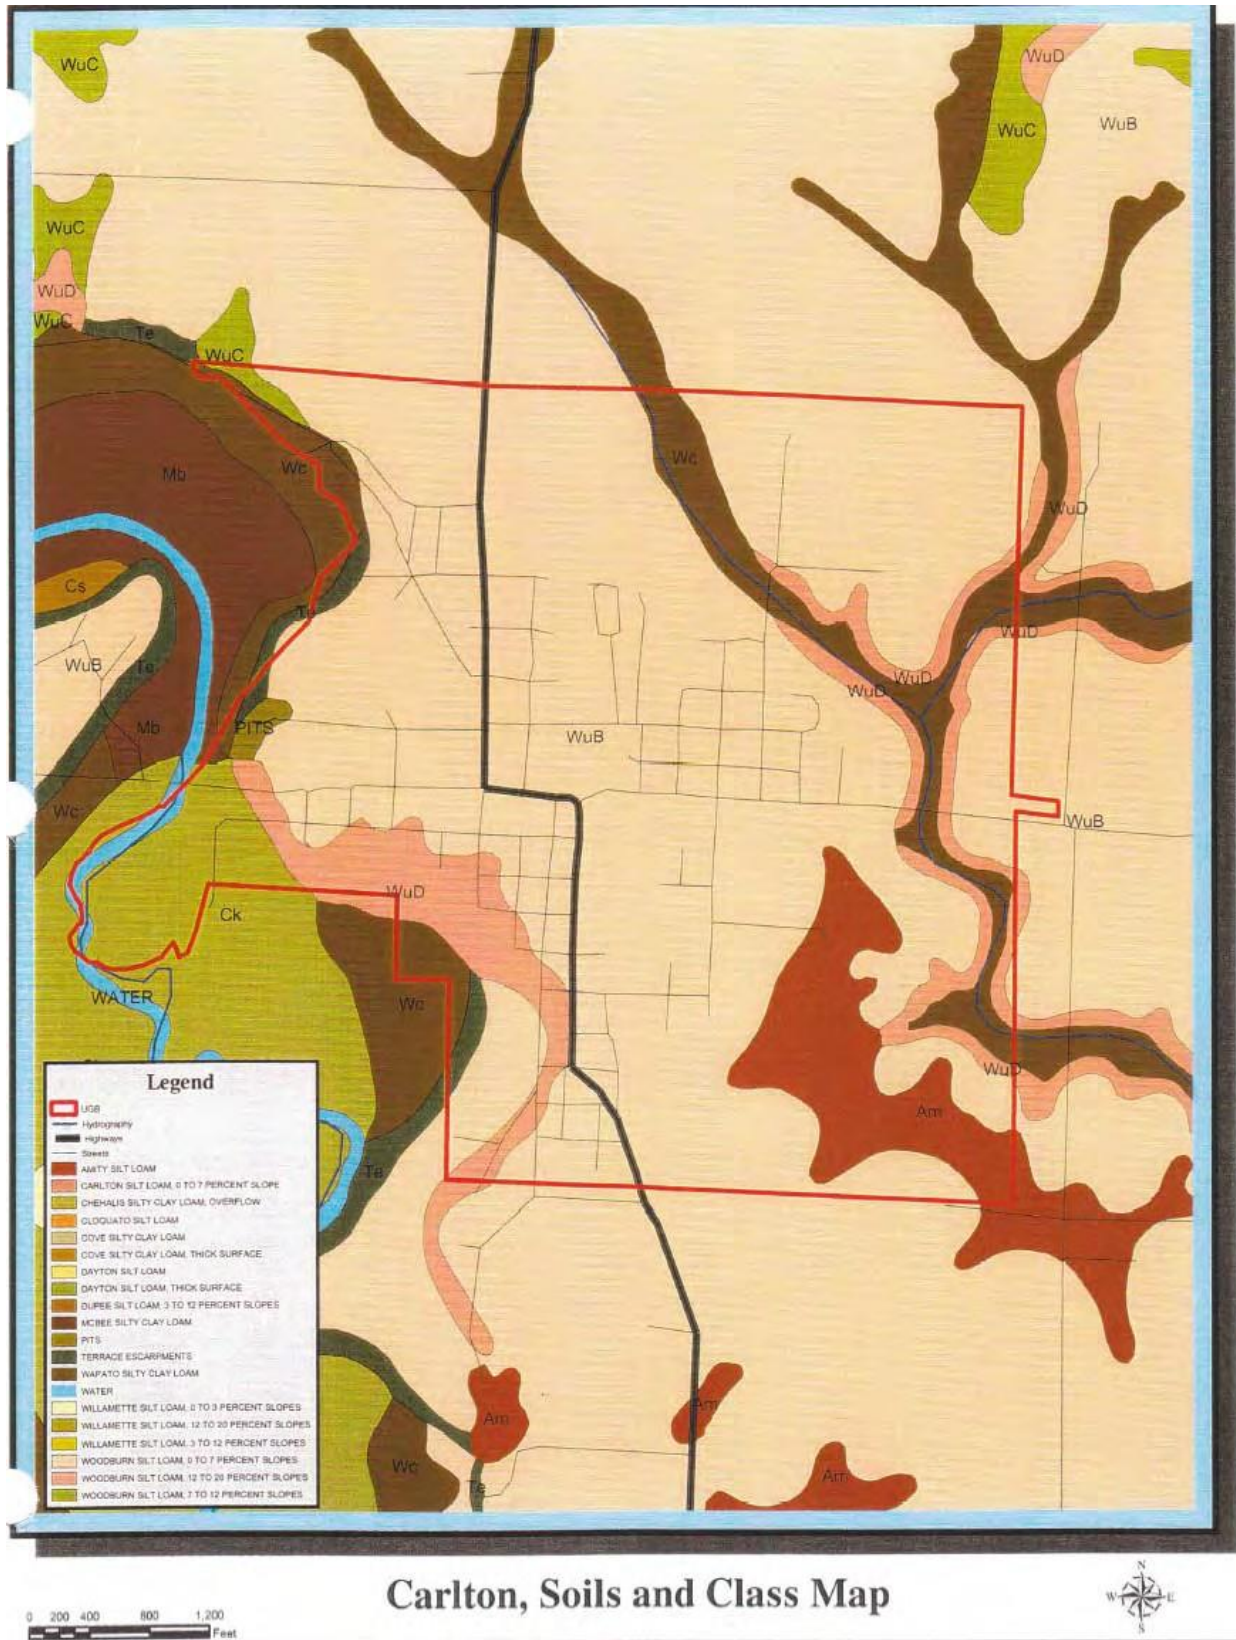 WuC
WuD
WuC
WuB
WuC
WuD
WuC
Te
WuC
Wc
Mb
Wc
WuD
Cs
Te
WuD
WuB
Te
WuD
WuD
Mb
PITS
WuB
Wc
WuB
WuD
Ck
WATER
Wc
WuD
Am
Te
Am
Am
Wc
Te
Am
Legend
UGB
Hydrography
Highways
Streets
AMITY SILT LOAM
CARLTON SILT LOAM, 0 TO 7 PERCENT SLOPE
CHEHALIS SILTY CLAY LOAM, OVERFLOW
CLOQUATO SILT LOAM
COVE SILTY CLAY LOAM
COVE SILTY CLAY LOAM, THICK SURFACE
DAYTON SILT LOAM
DAYTON SILT LOAM, THICK SURFACE
DUPEE SILT LOAM, 3 TO 12 PERCENT SLOPES
MCBEE SILTY CLAY LOAM
PITS
TERRACE ESCARPMENTS
WAPATO SILTY CLAY LOAM
WATER
WILLAMETTE SILT LOAM, 0 TO 3 PERCENT SLOPES
WILLAMETTE SILT LOAM, 12 TO 20 PERCENT SLOPES
WILLAMETTE SILT LOAM, 3 TO 12 PERCENT SLOPES
WOODBURN SILT LOAM, 0 TO 7 PERCENT SLOPES
WOODBURN SILT LOAM, 12 TO 20 PERCENT SLOPES
WOODBURN SILT LOAM, 7 TO 12 PERCENT SLOPES
Carlton, Soils and Class Map
N
W E
S
0 200 400 800 1,200
Feet